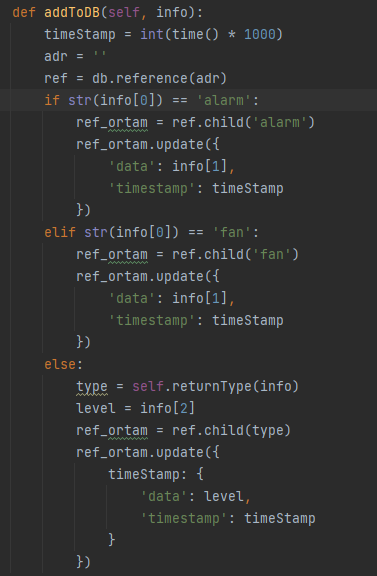 def addToDB(self, info):
    timeStamp = int(time() * 1000)
    adr = ''
    ref = db.reference(adr)
    if str(info[0]) == 'alarm':
        ref_ortam = ref.child('alarm')
        ref_ortam.update({
            'data': info[1],
            'timestamp': timeStamp
        })
    elif str(info[0]) == 'fan':
        ref_ortam = ref.child('fan')
        ref_ortam.update({
            'data': info[1],
            'timestamp': timeStamp
        })
    else:
        type = self.returnType(info)
        level = info[2]
        ref_ortam = ref.child(type)
        ref_ortam.update({
            timeStamp: {
                'data': level,
                'timestamp': timeStamp
            }
        })